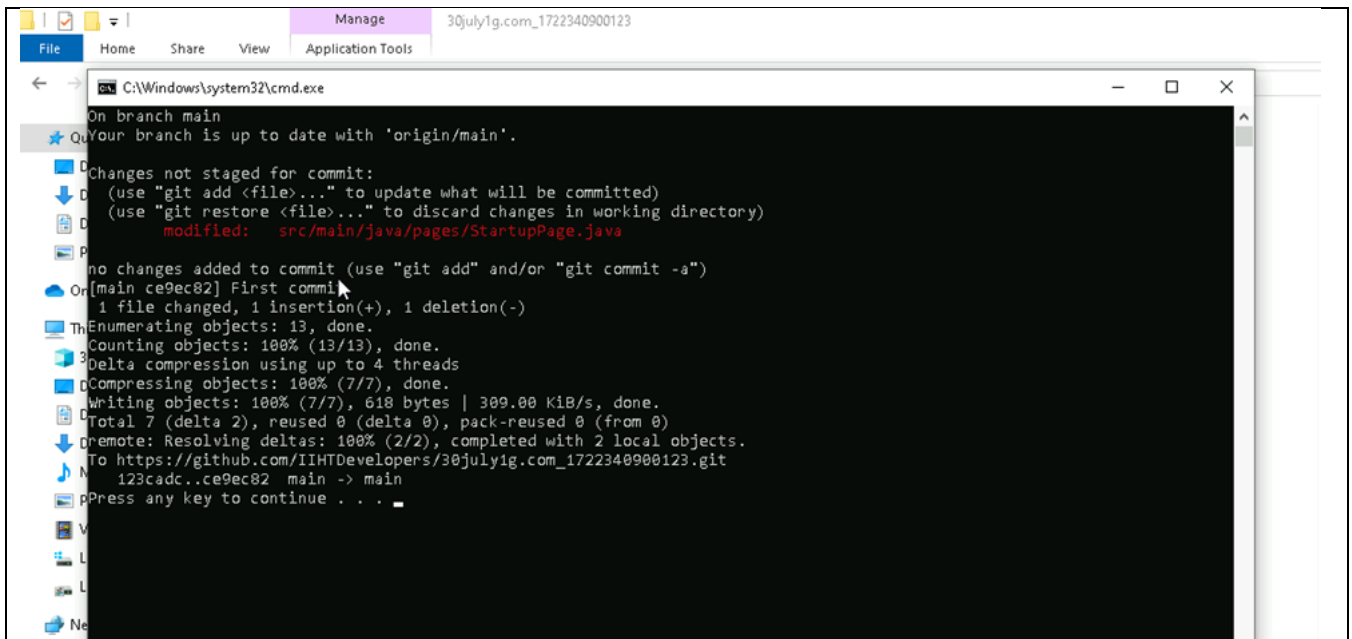 Manage
30july1g.com_1722340900123
File
Home
Share
View
Application Tools
C:\Windows\system32\cmd.exe
On branch main
Your branch is up to date with 'origin/main'.
Changes not staged for commit:
(use "git add <file>..." to update what will be committed)
(use "git restore <file>..." to discard changes in working directory)
modified: src/main/java/pages/StartupPage.java
no changes added to commit (use "git add" and/or "git commit -a")
[main ce9ec82] First commit
1 file changed, 1 insertion(+), 1 deletion(-)
Enumerating objects: 13, done.
Counting objects: 100% (13/13), done.
Delta compression using up to 4 threads
Compressing objects: 100% (7/7), done.
Writing objects: 100% (7/7), 618 bytes | 309.00 KiB/s, done.
Total 7 (delta 2), reused 0 (delta 0), pack-reused 0 (from 0)
remote: Resolving deltas: 100% (2/2), completed with 2 local objects.
To https://github.com/IIHTDevelopers/30july1g.com_1722340900123.git
123cadc..ce9ec82 main -> main
Press any key to continue . . .